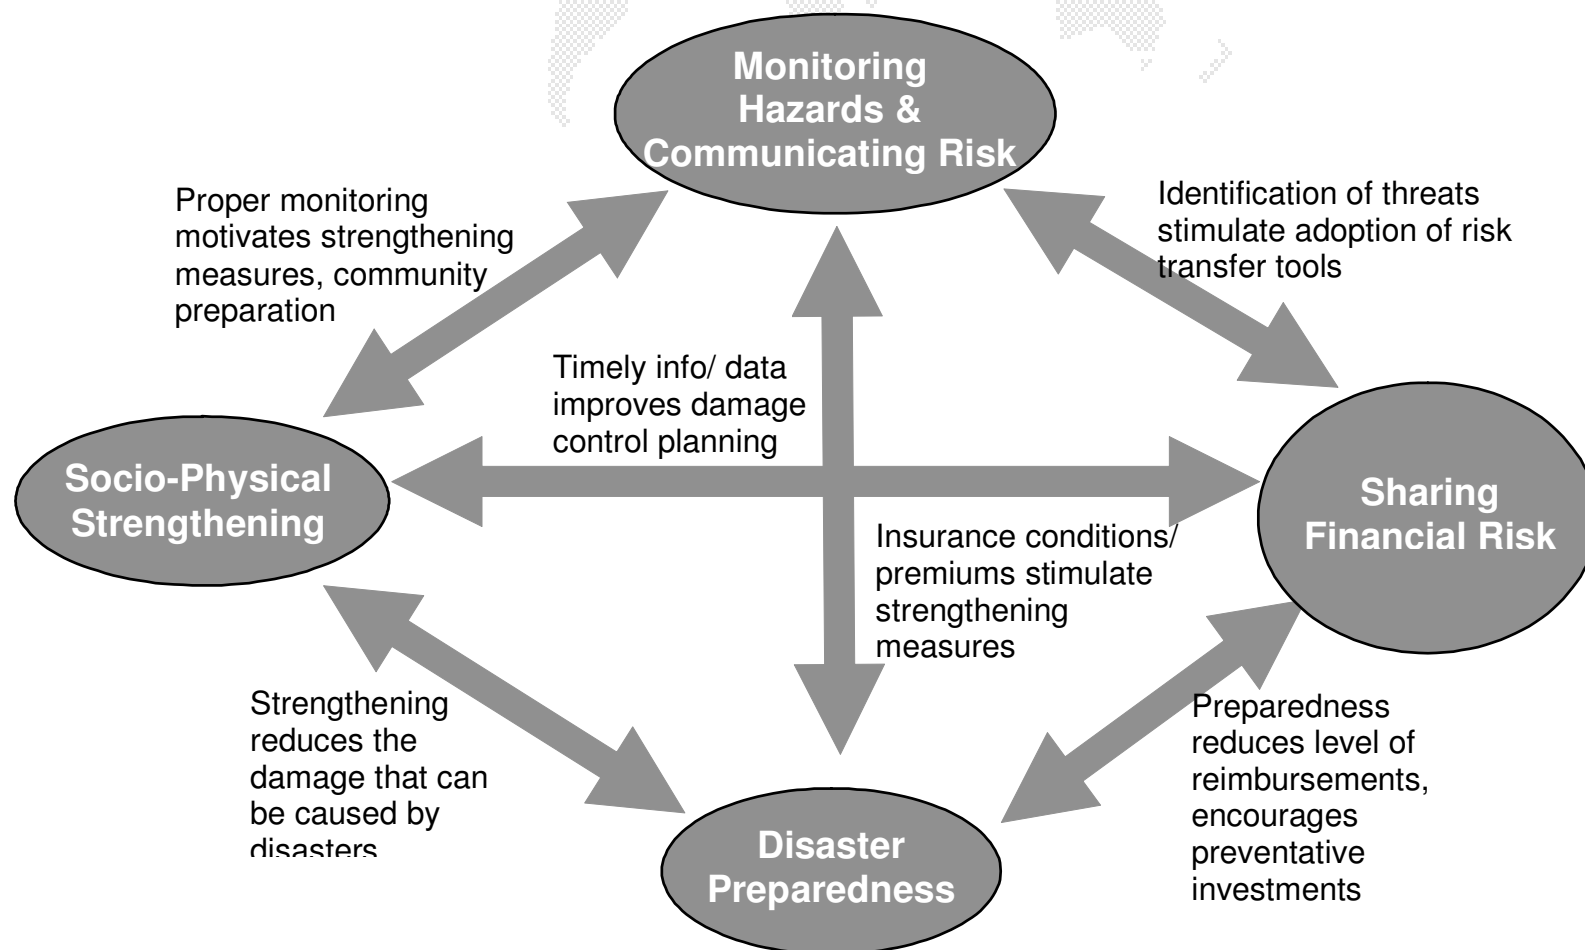 Monitoring
Hazards &
Communicating Risk
Proper monitoring
motivates strengthening
measures, community
preparation
Identification of threats
stimulate adoption of risk
transfer tools
Timely info/ data
improves damage
control planning
Socio-Physical
Strengthening
Sharing
Financial Risk
Insurance conditions/
premiums stimulate
strengthening
measures
Strengthening
reduces the
damage that can
be caused by
disasters
Preparedness
reduces level of
reimbursements,
encourages
preventative
investments
Disaster
Preparedness